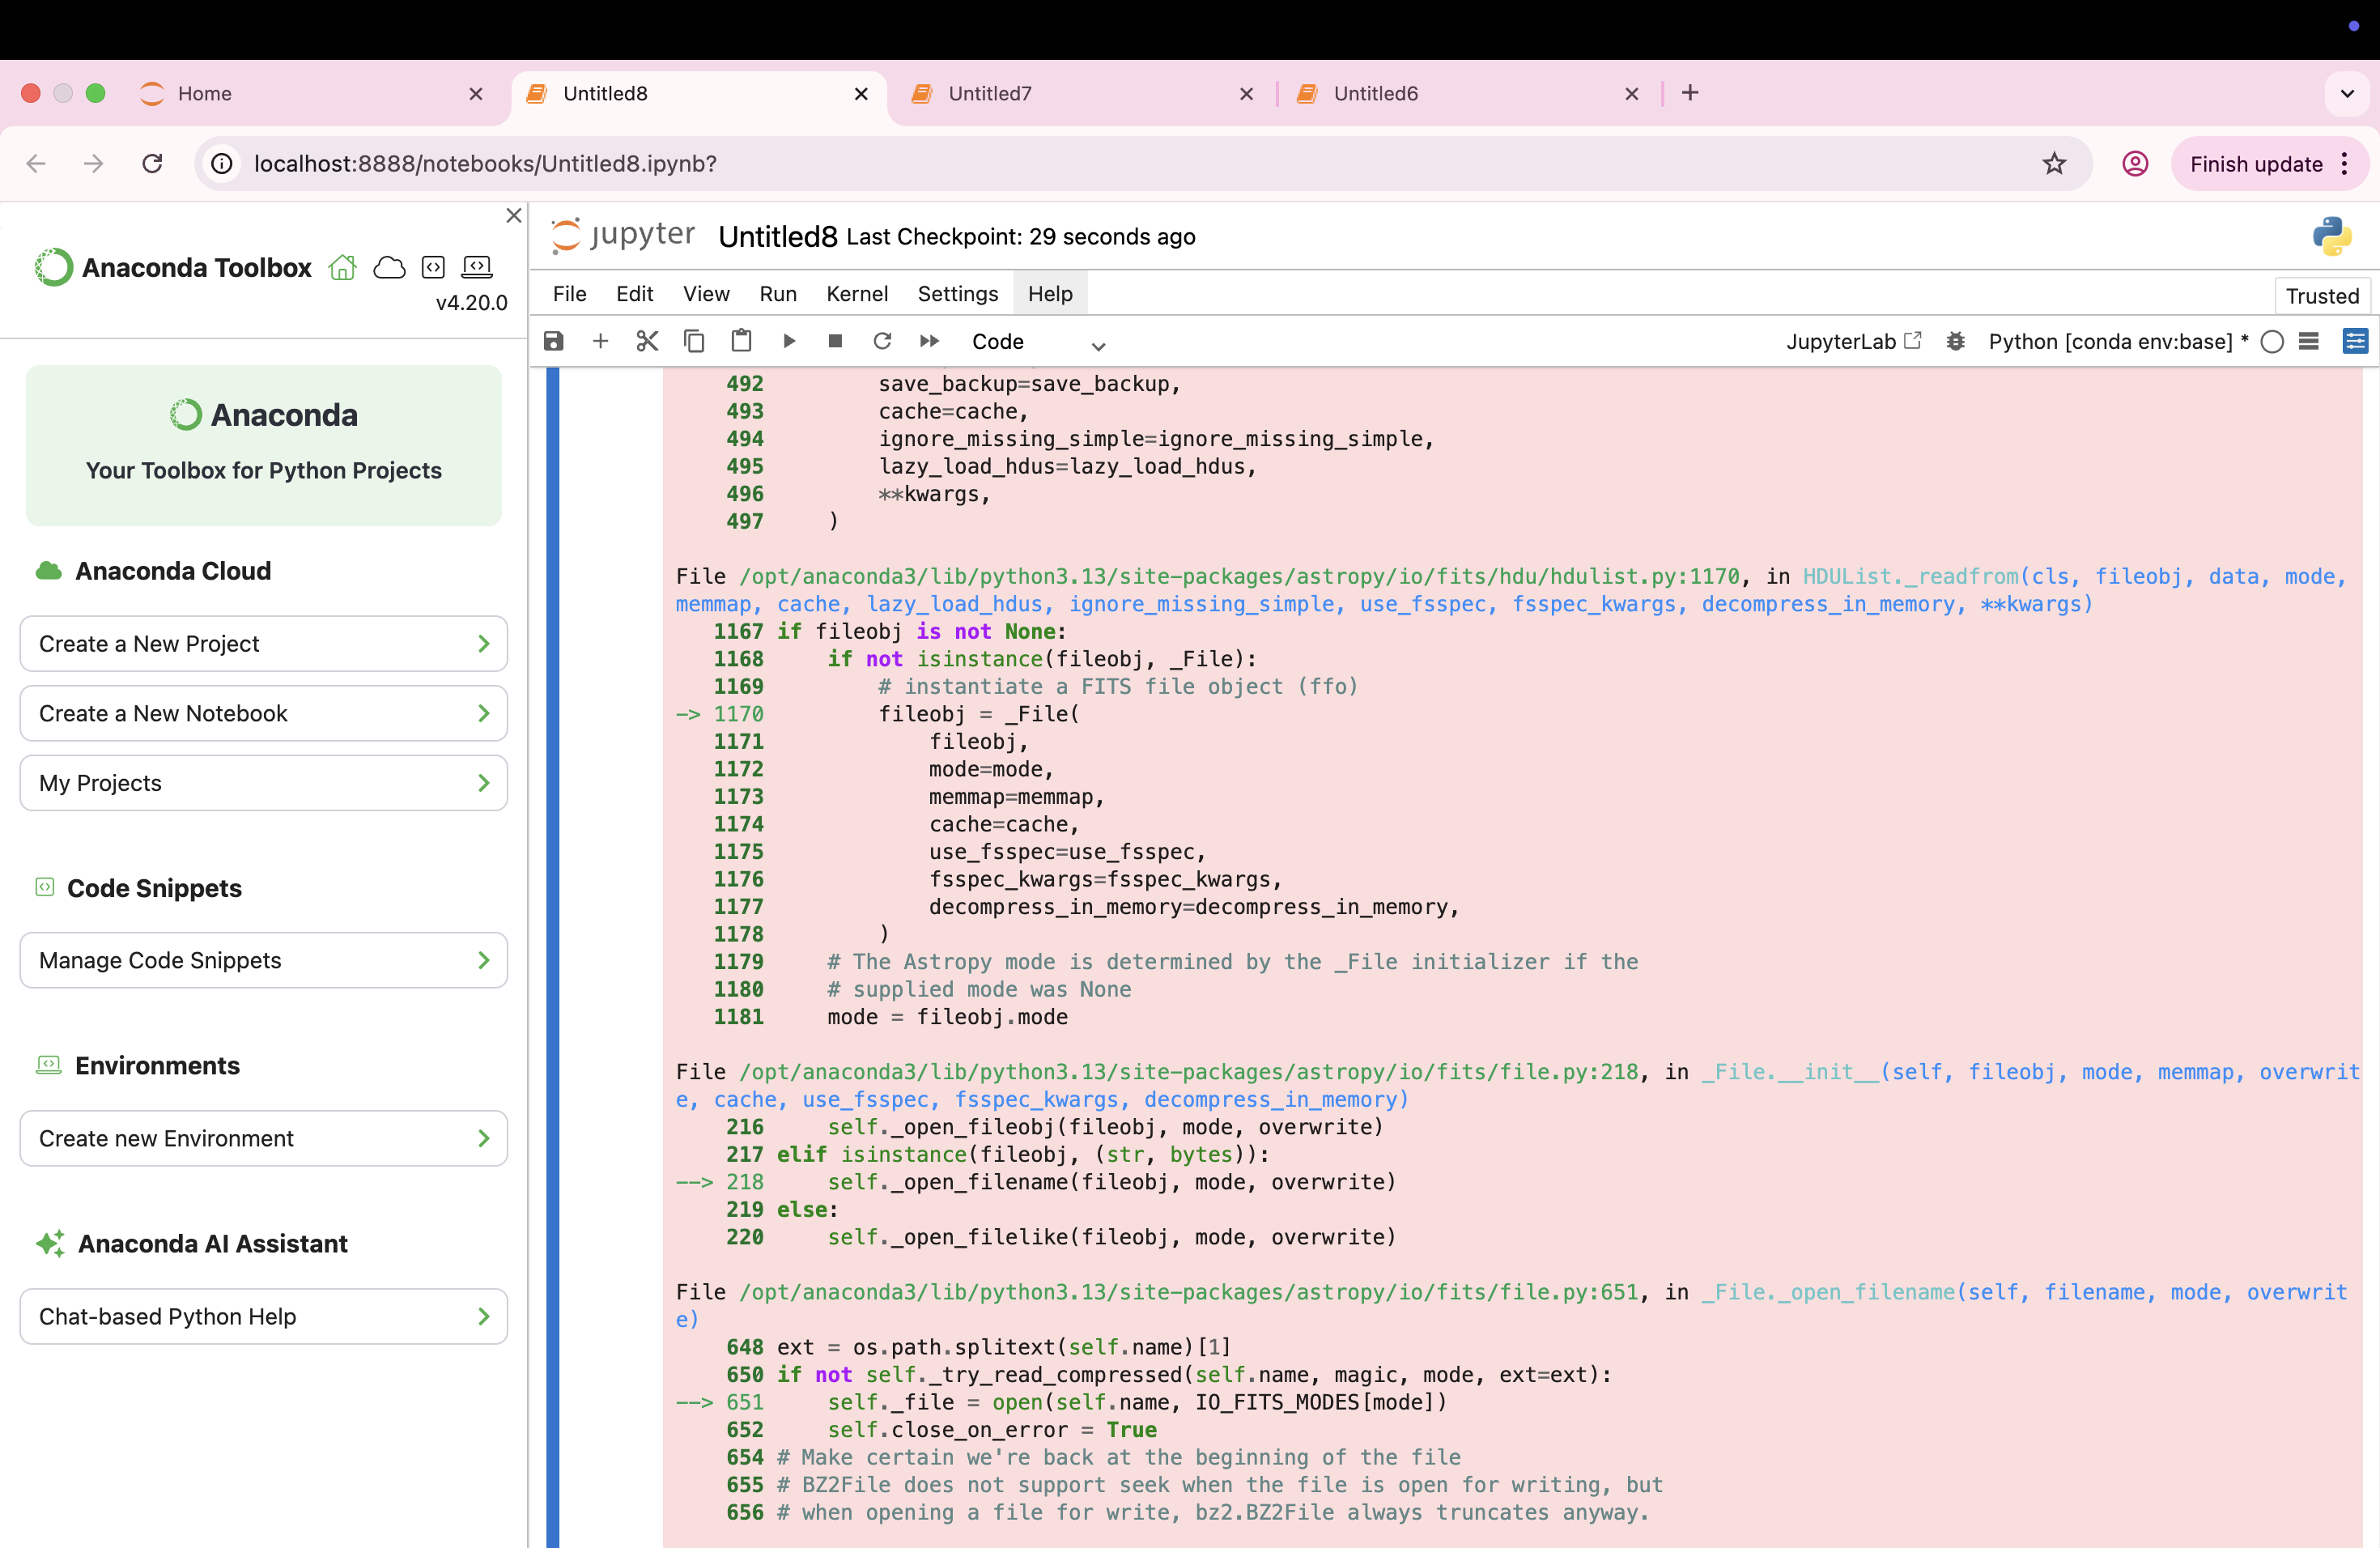 Home
Untitled8
Untitled7
Untitled6
localhost:8888/notebooks/Untitled8.ipynb?
Finish update
Anaconda Toolbox
v4.20.0
Anaconda
Your Toolbox for Python Projects
Anaconda Cloud
Create a New Project
Create a New Notebook
My Projects
Code Snippets
Manage Code Snippets
Environments
Create new Environment
Anaconda AI Assistant
Chat-based Python Help
jupyter Untitled8 Last Checkpoint: 29 seconds ago
File Edit View Run Kernel Settings Help
Trusted
Code
JupyterLab
Python [conda env:base] *
492         save_backup=save_backup,
493         cache=cache,
494         ignore_missing_simple=ignore_missing_simple,
495         lazy_load_hdus=lazy_load_hdus,
496         **kwargs,
497     )
File /opt/anaconda3/lib/python3.13/site-packages/astropy/io/fits/hdu/hdulist.py:1170, in HDUList._readfrom(cls, fileobj, data, mode,
memmap, cache, lazy_load_hdus, ignore_missing_simple, use_fsspec, fsspec_kwargs, decompress_in_memory, **kwargs)
1167 if fileobj is not None:
1168     if not isinstance(fileobj, _File):
1169         # instantiate a FITS file object (ffo)
-> 1170         fileobj = _File(
1171             fileobj,
1172             mode=mode,
1173             memmap=memmap,
1174             cache=cache,
1175             use_fsspec=use_fsspec,
1176             fsspec_kwargs=fsspec_kwargs,
1177             decompress_in_memory=decompress_in_memory,
1178         )
1179     # The Astropy mode is determined by the _File initializer if the
1180     # supplied mode was None
1181     mode = fileobj.mode
File /opt/anaconda3/lib/python3.13/site-packages/astropy/io/fits/file.py:218, in _File.__init__(self, fileobj, mode, memmap, overwrit
e, cache, use_fsspec, fsspec_kwargs, decompress_in_memory)
216     self._open_fileobj(fileobj, mode, overwrite)
217 elif isinstance(fileobj, (str, bytes)):
--> 218     self._open_filename(fileobj, mode, overwrite)
219 else:
220     self._open_filelike(fileobj, mode, overwrite)
File /opt/anaconda3/lib/python3.13/site-packages/astropy/io/fits/file.py:651, in _File._open_filename(self, filename, mode, overwrit
e)
648 ext = os.path.splitext(self.name)[1]
650 if not self._try_read_compressed(self.name, magic, mode, ext=ext):
--> 651     self._file = open(self.name, IO_FITS_MODES[mode])
652     self.close_on_error = True
654 # Make certain we're back at the beginning of the file
655 # BZ2File does not support seek when the file is open for writing, but
656 # when opening a file for write, bz2.BZ2File always truncates anyway.